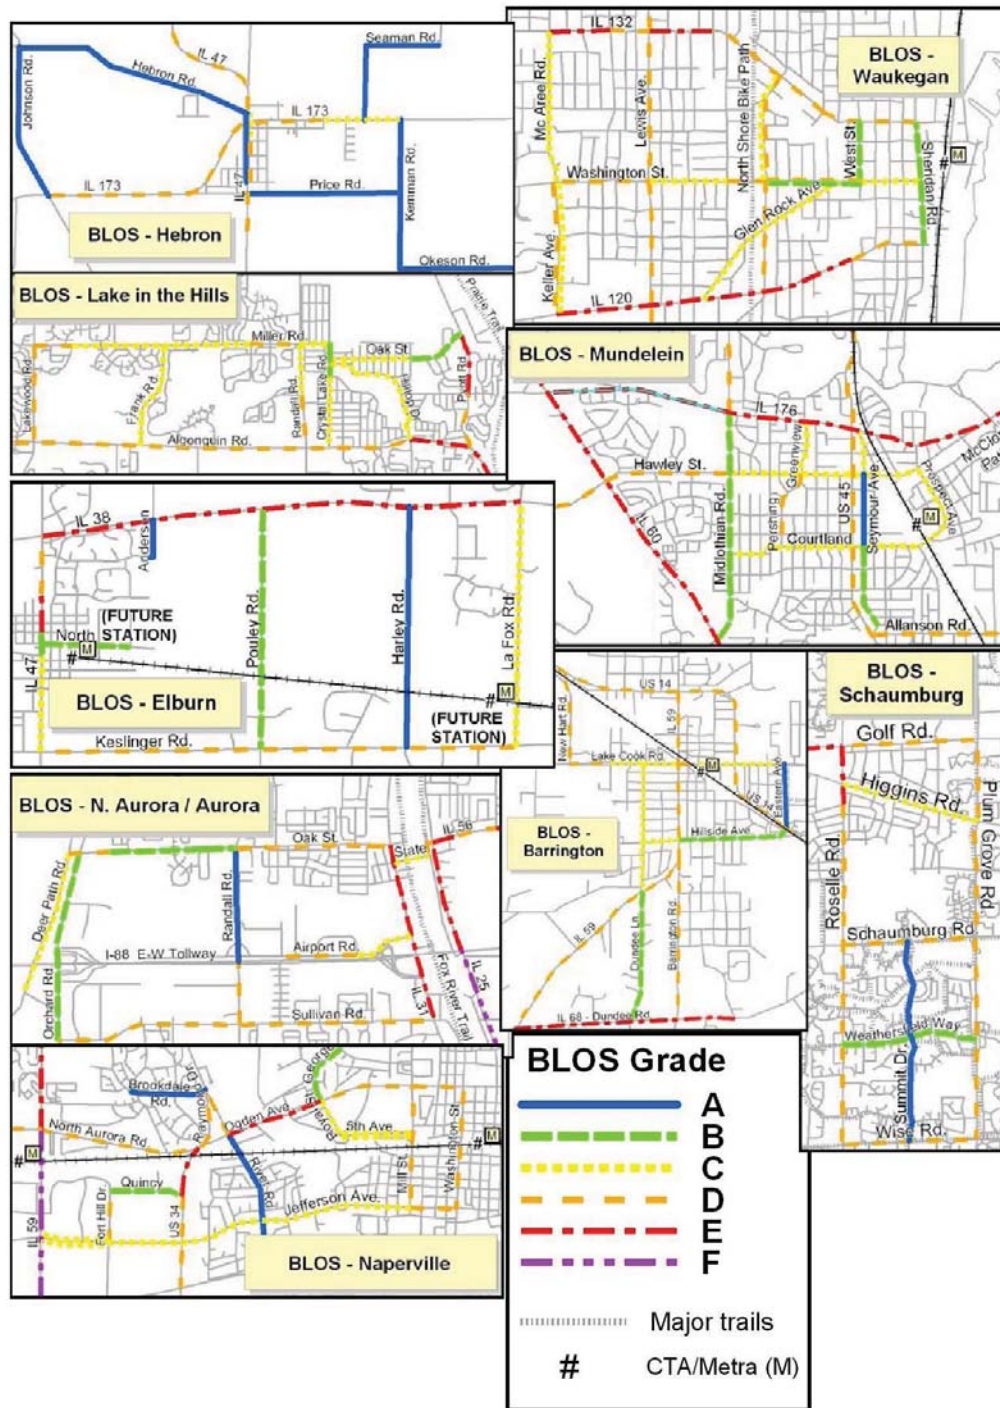 Seaman Rd.
IL 47
Hebron Rd.
Johnson Rd.
IL 173
IL 173
IL 47
Price Rd.
Kemman Rd.
BLOS - Hebron
Okeson Rd.
IL 132
BLOS -
Waukegan
Mc Aree Rd.
Lewis Ave.
North Shore Bike Path
West St.
Sheridan Rd.
# M
Washington St.
Glen Rock Ave
Keller Ave.
IL 120
BLOS - Lake in the Hills
Prairie Trail
Miller Rd.
Oak St.
Lakewood Rd
Frank Rd.
Randall Rd.
Crystal Lake Rd.
Hilltop Dr
Pyott Rd
Algonquin Rd.
BLOS - Mundelein
IL 176
Greenview
Hawley St.
Prospect Ave
IL 60
Midlothian Rd.
Pershing
US 45
Seymour Ave
# M
Courtland
Allanson Rd
IL 38
Anderson
(FUTURE
STATION)
North
# M
IL 47
Pouley Rd.
Harley Rd.
La Fox Rd.
BLOS - Elburn
# M
(FUTURE
STATION)
Keslinger Rd.
US 14
New Hart Rd
IL 59
Lake Cook Rd.
# M
US 14
Eastern Ave
BLOS -
Barrington
Hillside Ave
IL 59
Dundee Ln
Barrington Rd.
IL 68 - Dundee Rd.
BLOS -
Schaumburg
Golf Rd.
Higgins Rd.
Roselle Rd.
Plum Grove Rd.
Schaumburg Rd.
Weathersfield Way
Summit Dr.
Wise Rd.
BLOS - N. Aurora / Aurora
Oak St.
IL 56
State
Deer Path Rd
Randall Rd.
Airport Rd.
I-88 E-W Tollway
Orchard Rd.
IL 31
Fox River Trail
IL 25
Sullivan Rd.
Brookdale
Rd.
Raymond Dr
Ogden Ave
Royal St. George
North Aurora Rd.
5th Ave
# M
# M
Quincy
River Rd
Mill St.
Washington St.
IL 59
Fort Hill Dr.
US 34
Jefferson Ave.
BLOS - Naperville
BLOS Grade
A
B
C
D
E
F
Major trails
# CTA/Metra (M)